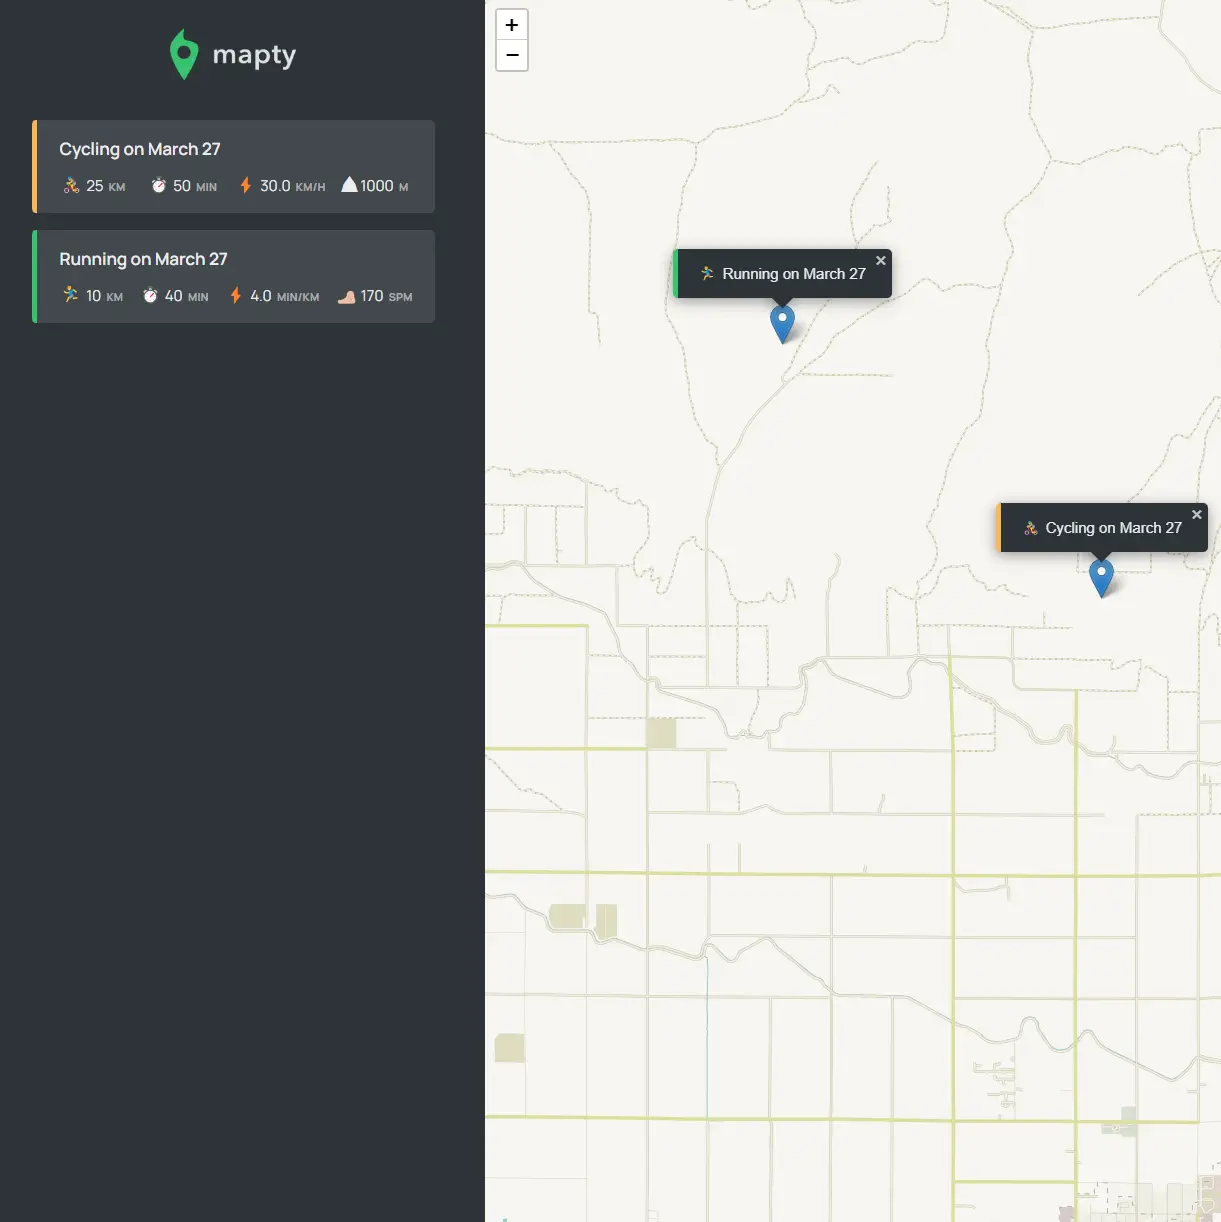 mapty
Cycling on March 27
25 KM 50 MIN 30.0 KM/H 1000 M
Running on March 27
10 KM 40 MIN 4.0 MIN/KM 170 SPM
+
−
Running on March 27 ×
Cycling on March 27 ×